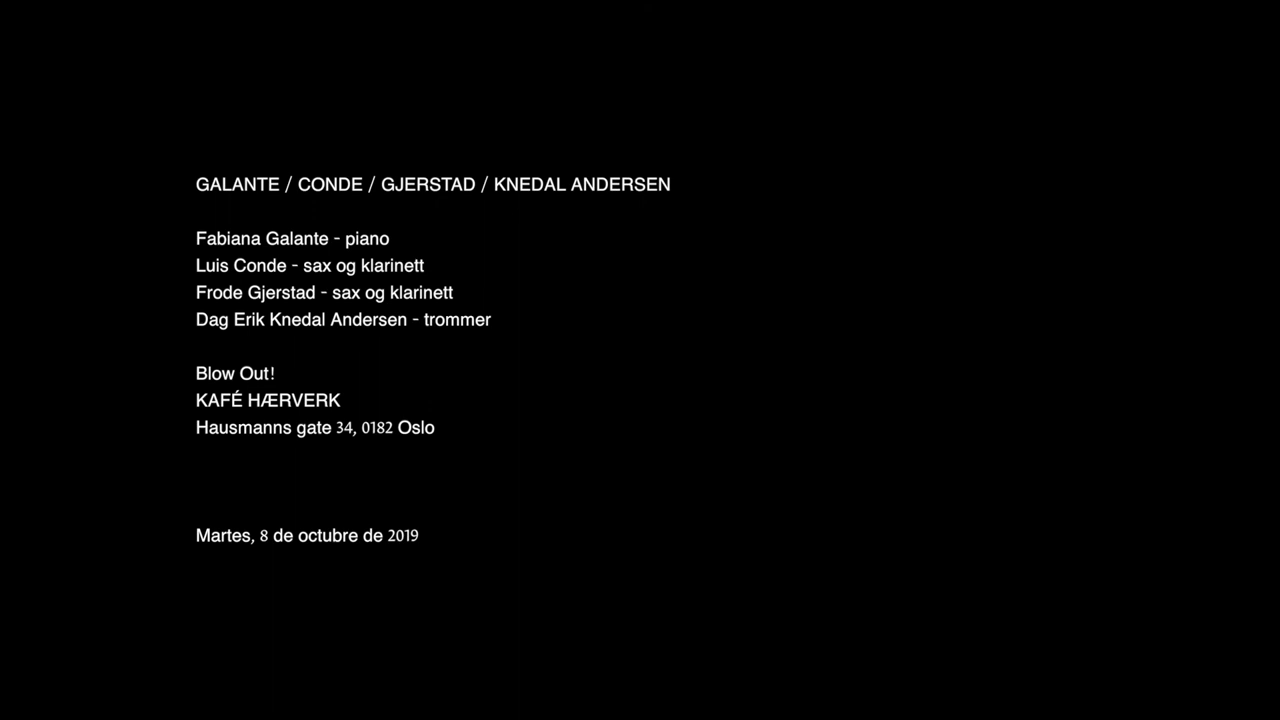 GALANTE / CONDE / GJERSTAD / KNEDAL ANDERSEN
Fabiana Galante - piano
Luis Conde - sax og klarinett
Frode Gjerstad - sax og klarinett
Dag Erik Knedal Andersen - trommer
Blow Out!
KAFÉ HÆRVERK
Hausmanns gate 34, 0182 Oslo
Martes, 8 de octubre de 2019